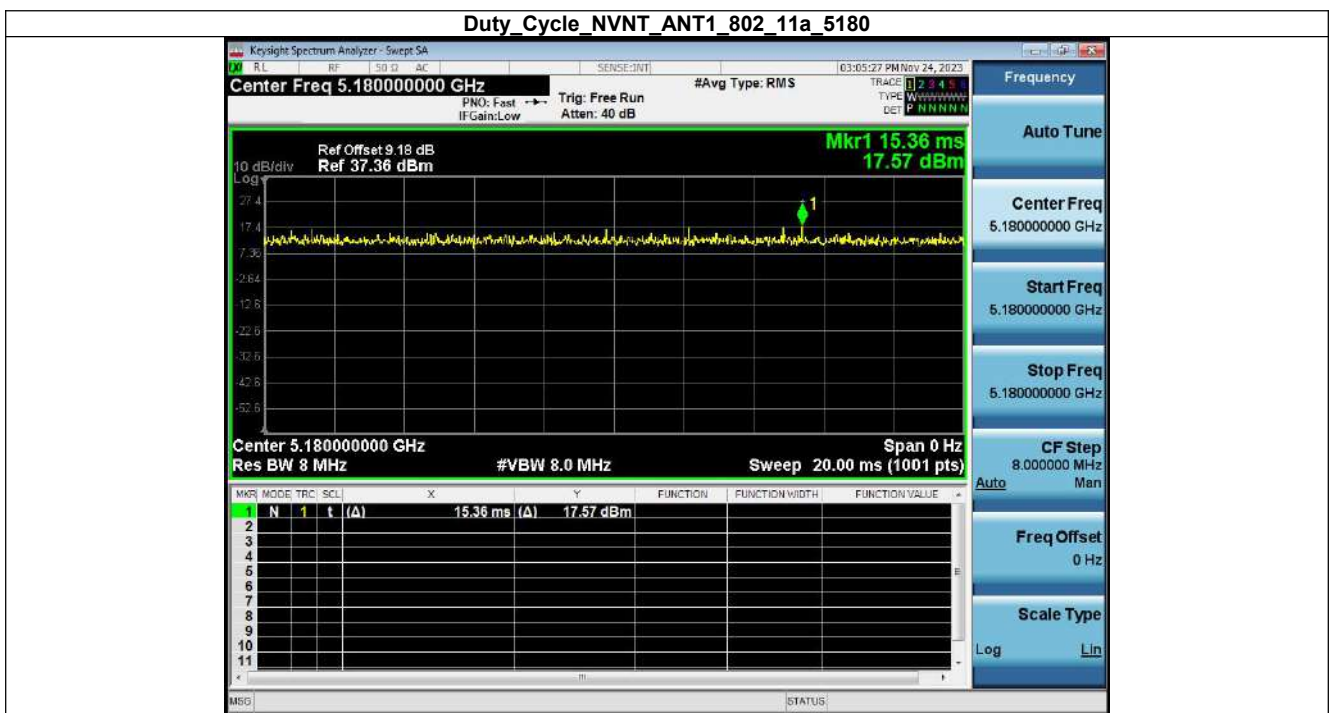 Duty_Cycle_NVNT_ANT1_802_11a_5180
Keysight Spectrum Analyzer - Swept SA
RL RF 50 Ω AC SENSE:INT 03:05:27 PM Nov 24, 2023
Center Freq 5.180000000 GHz #Avg Type: RMS TRACE 1 2 3 4 5 6
PNO: Fast Trig: Free Run TYPE W
IFGain:Low Atten: 40 dB DET P N N N N N
Frequency
Auto Tune
Mkr1 15.36 ms
17.57 dBm
Ref Offset 9.18 dB
10 dB/div Ref 37.36 dBm
Log
27.4
17.4
7.36
-2.64
-12.6
-22.6
-32.6
-42.6
-52.6
1
Center 5.180000000 GHz Span 0 Hz
Res BW 8 MHz #VBW 8.0 MHz Sweep 20.00 ms (1001 pts)
MKR MODE TRC SCL X Y FUNCTION FUNCTION WIDTH FUNCTION VALUE
1 N 1 t (Δ) 15.36 ms (Δ) 17.57 dBm
2
3
4
5
6
7
8
9
10
11
Center Freq
5.180000000 GHz
Start Freq
5.180000000 GHz
Stop Freq
5.180000000 GHz
CF Step
8.000000 MHz
Auto Man
Freq Offset
0 Hz
Scale Type
Log Lin
MSG STATUS